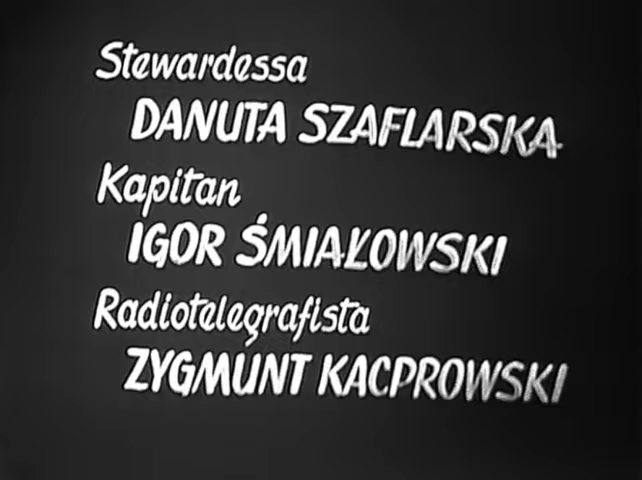 Stewardessa
DANUTA SZAFLARSKA
Kapitan
IGOR ŚMIAŁOWSKI
Radiotelegrafista
ZYGMUNT KACPROWSKI